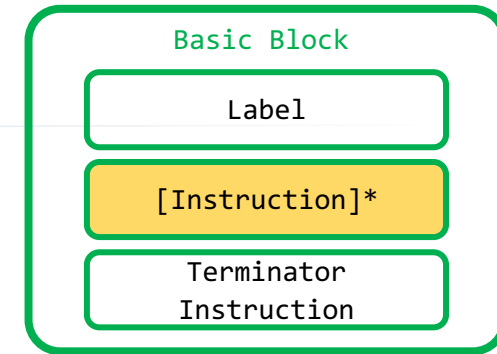 Basic Block
Label
[Instruction]*
Terminator
Instruction